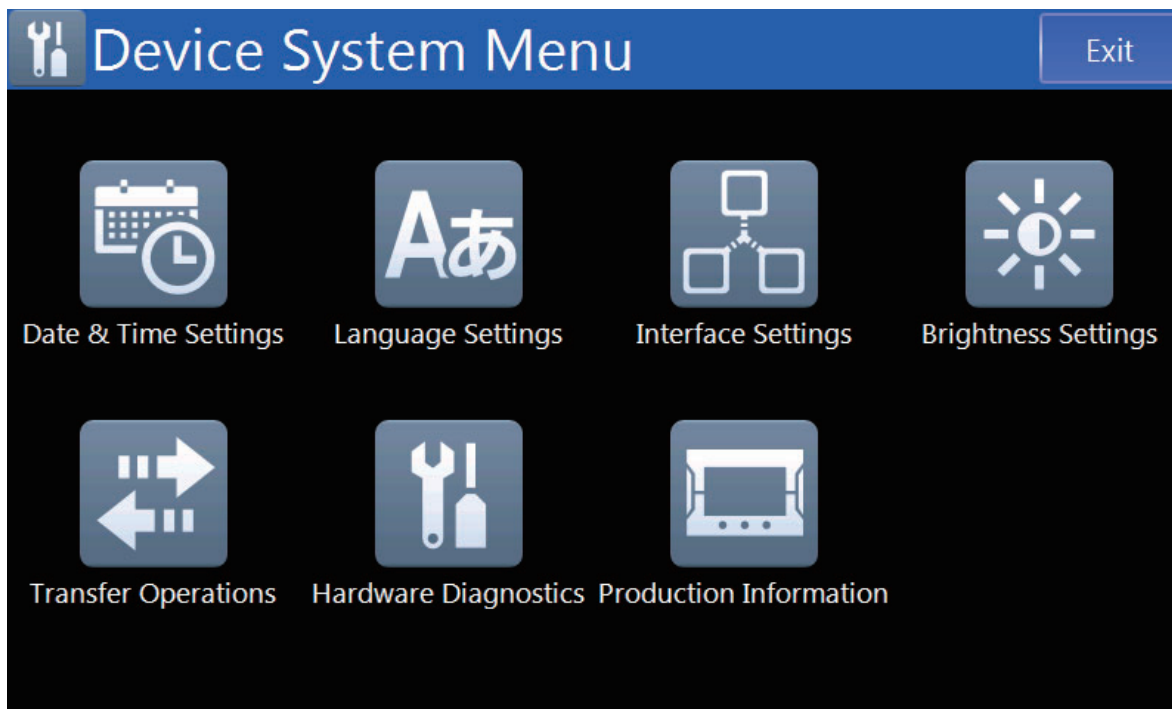 Device System Menu
Exit
Aあ
Date & Time Settings
Language Settings
Interface Settings
Brightness Settings
Transfer Operations
Hardware Diagnostics
Production Information